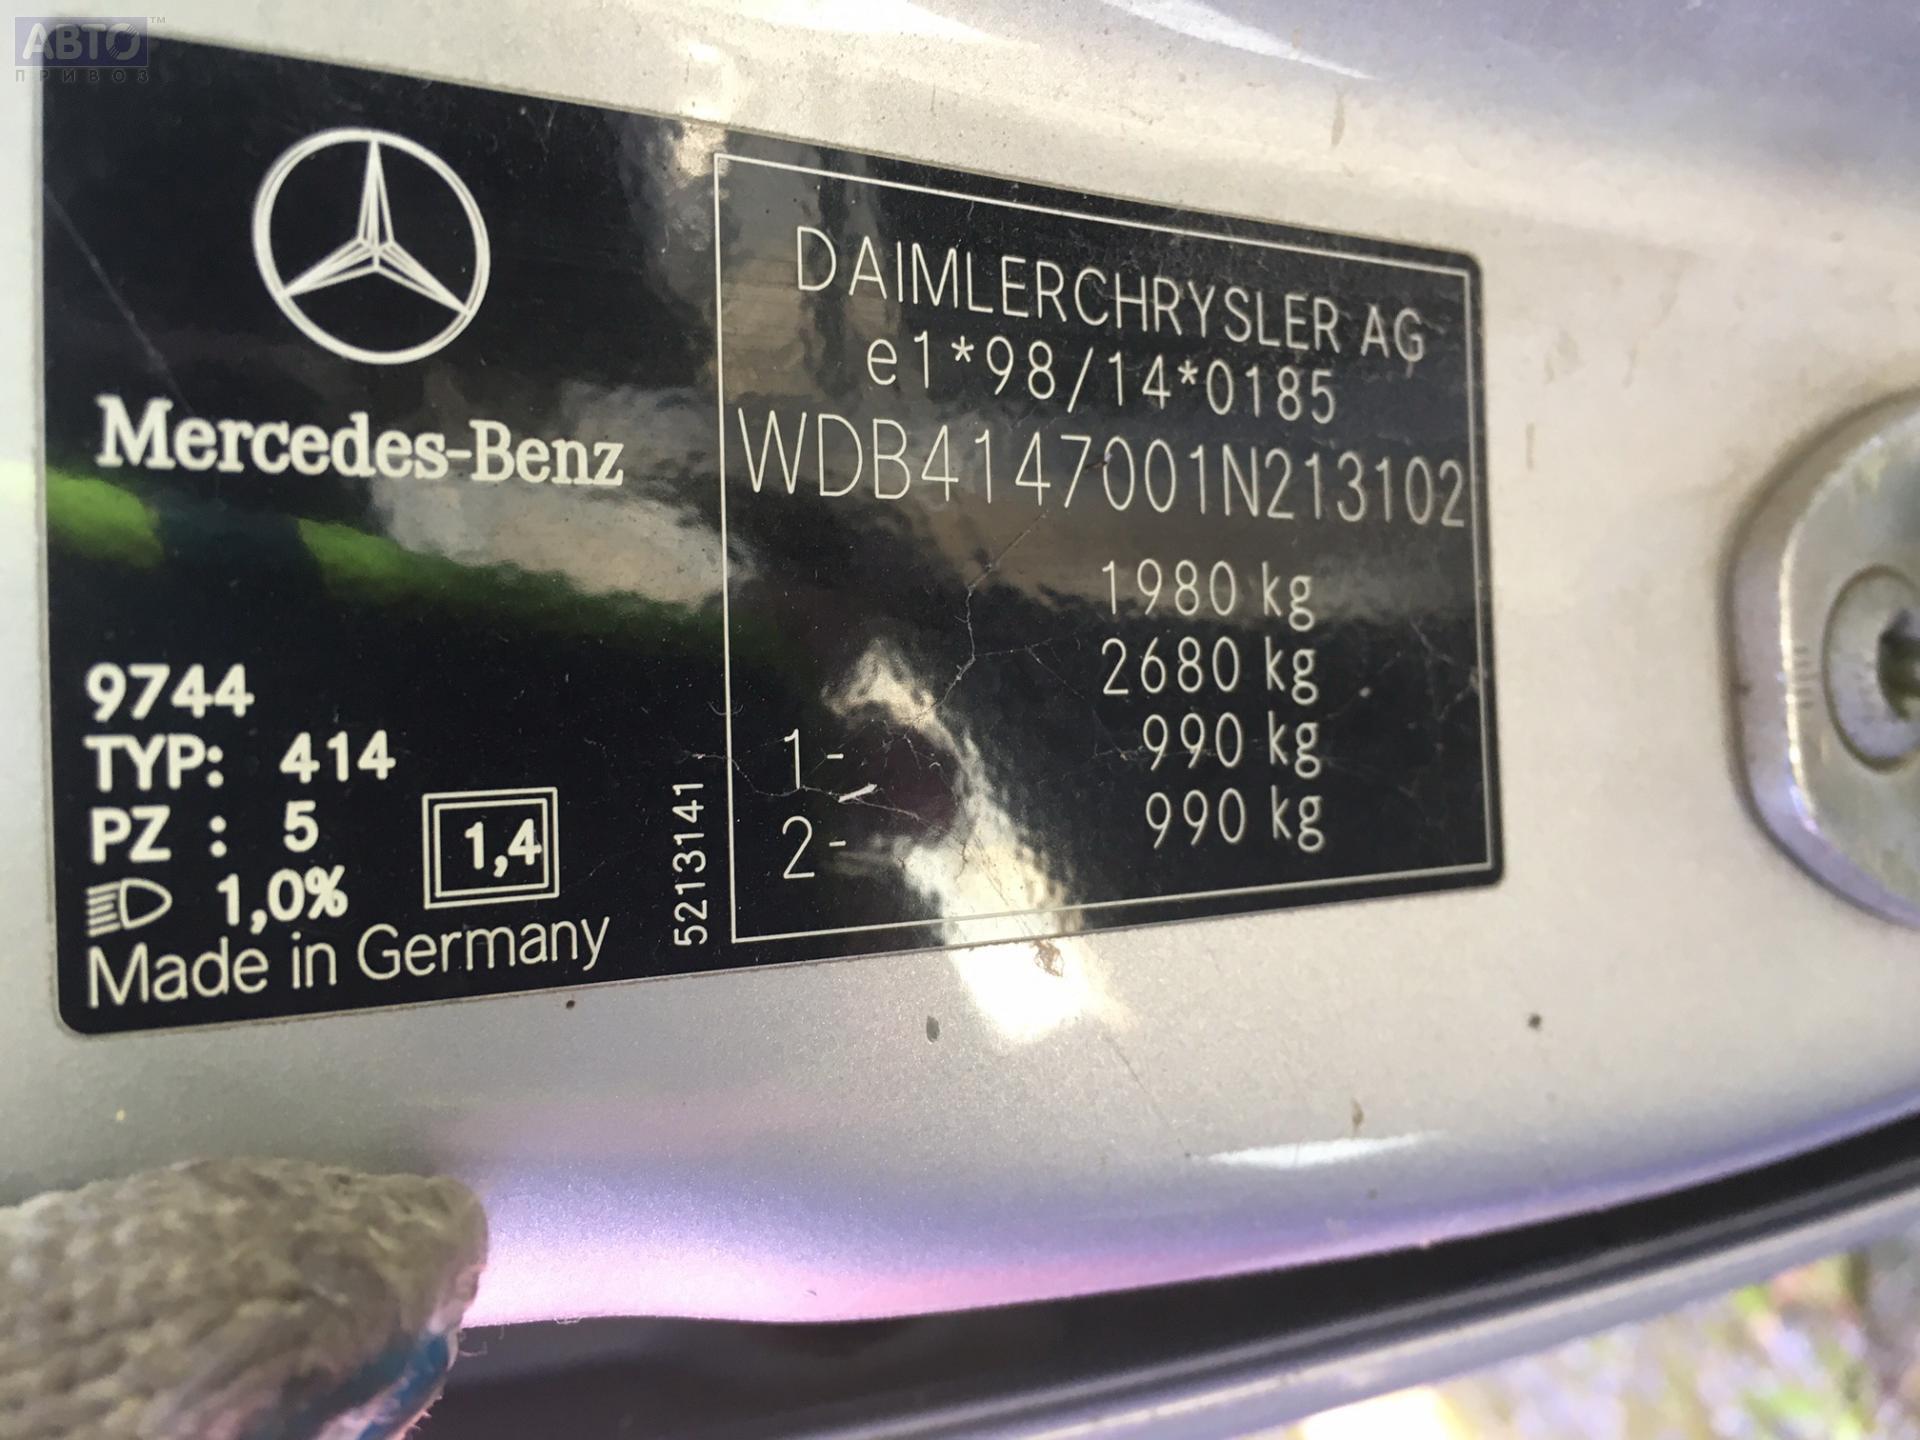 АВТО™
ПРИВОЗ
Mercedes-Benz
9744
TYP: 414
PZ : 5
1,0%
1,4
Made in Germany
5213141
DAIMLERCHRYSLER AG
e1*98/14*0185
WDB4147001N213102
1980 kg
2680 kg
1- 990 kg
2- 990 kg